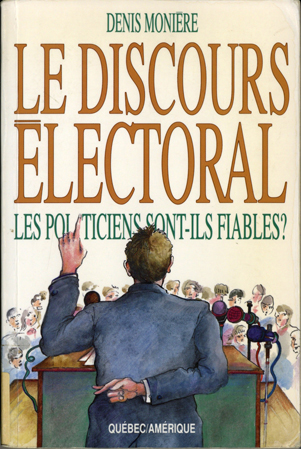 DENIS MONIÈRE
LE DISCOURS
ÉLECTORAL
LES POLITICIENS SONT-ILS FIABLES?
QUÉBEC/AMÉRIQUE